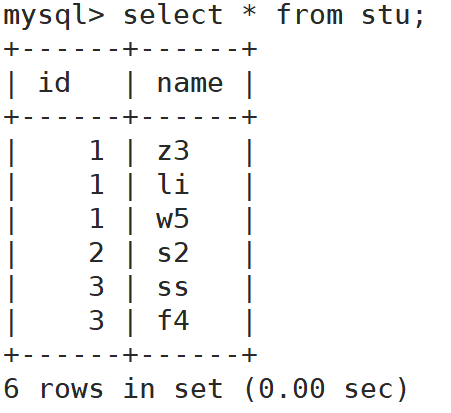 mysql> select * from stu;
+------+------+
| id   | name |
+------+------+
|    1 | z3   |
|    1 | li   |
|    1 | w5   |
|    2 | s2   |
|    3 | ss   |
|    3 | f4   |
+------+------+
6 rows in set (0.00 sec)